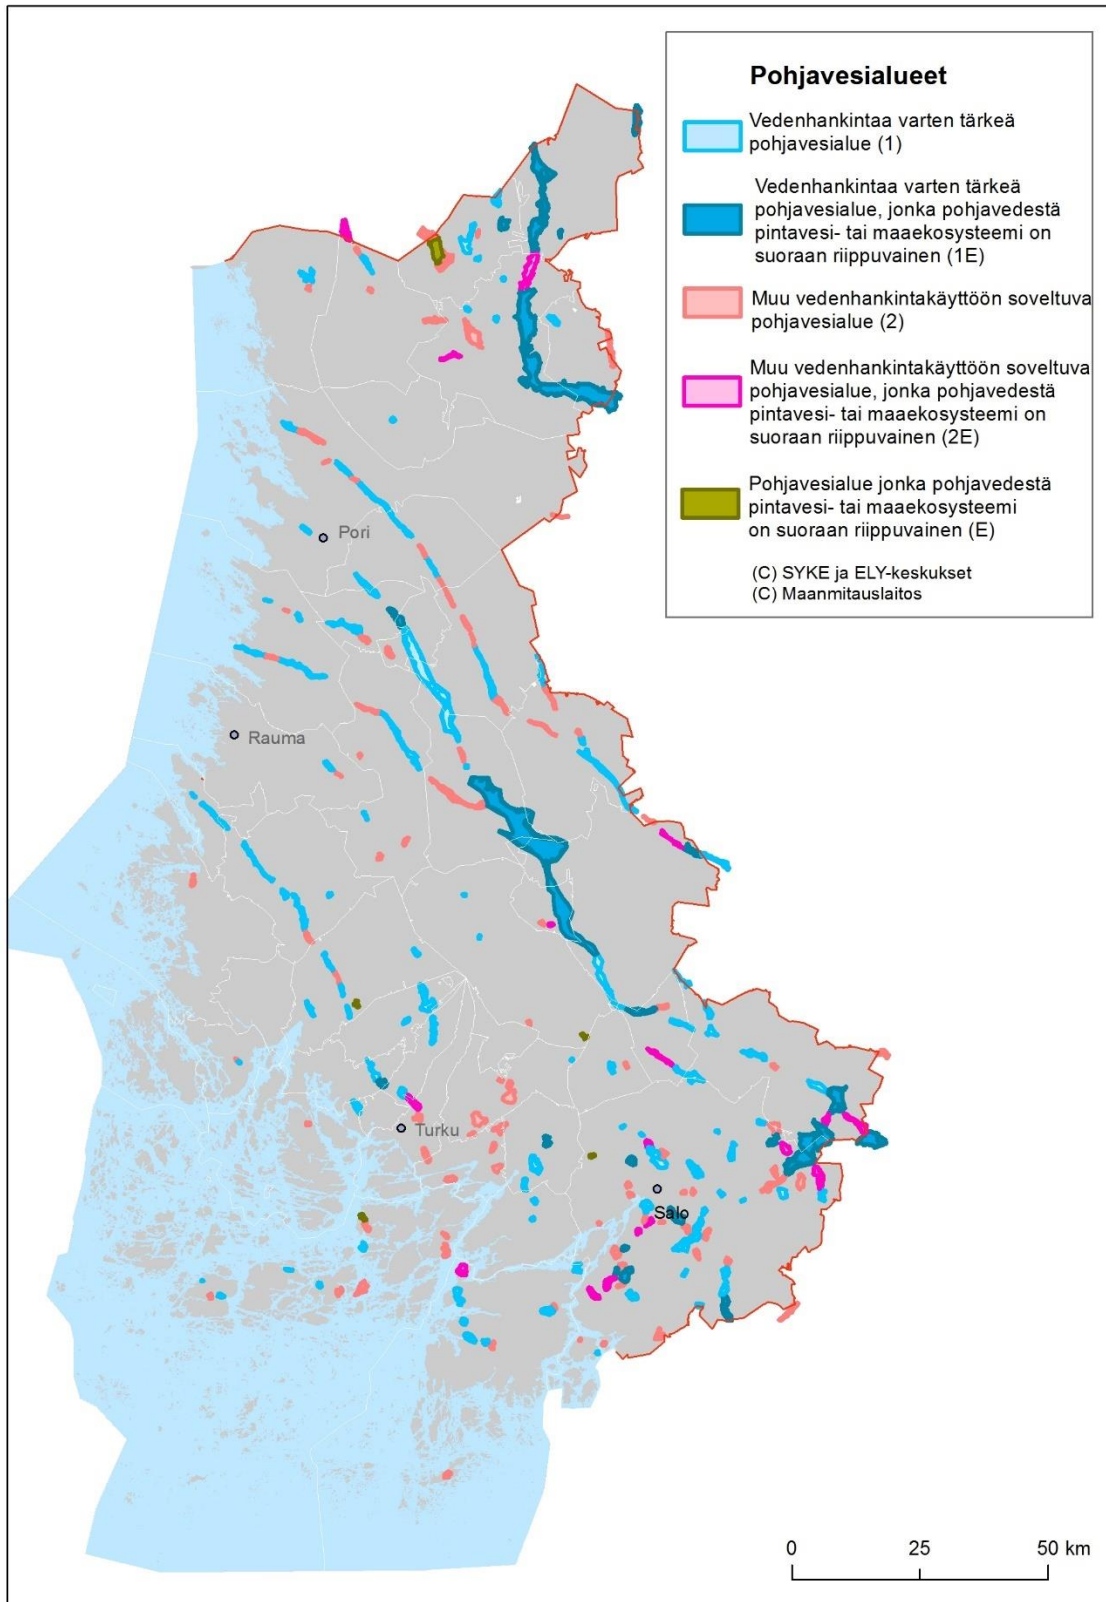 Pohjavesialueet
Vedenhankintaa varten tärkeä
pohjavesialue (1)
Vedenhankintaa varten tärkeä
pohjavesialue, jonka pohjavedestä
pintavesi- tai maaekosysteemi on
suoraan riippuvainen (1E)
Muu vedenhankintakäyttöön soveltuva
pohjavesialue (2)
Muu vedenhankintakäyttöön soveltuva
pohjavesialue, jonka pohjavedestä
pintavesi- tai maaekosysteemi on
suoraan riippuvainen (2E)
Pohjavesialue jonka pohjavedestä
pintavesi- tai maaekosysteemi
on suoraan riippuvainen (E)
(C) SYKE ja ELY-keskukset
(C) Maanmitauslaitos
Pori
Rauma
Turku
Salo
0 25 50 km